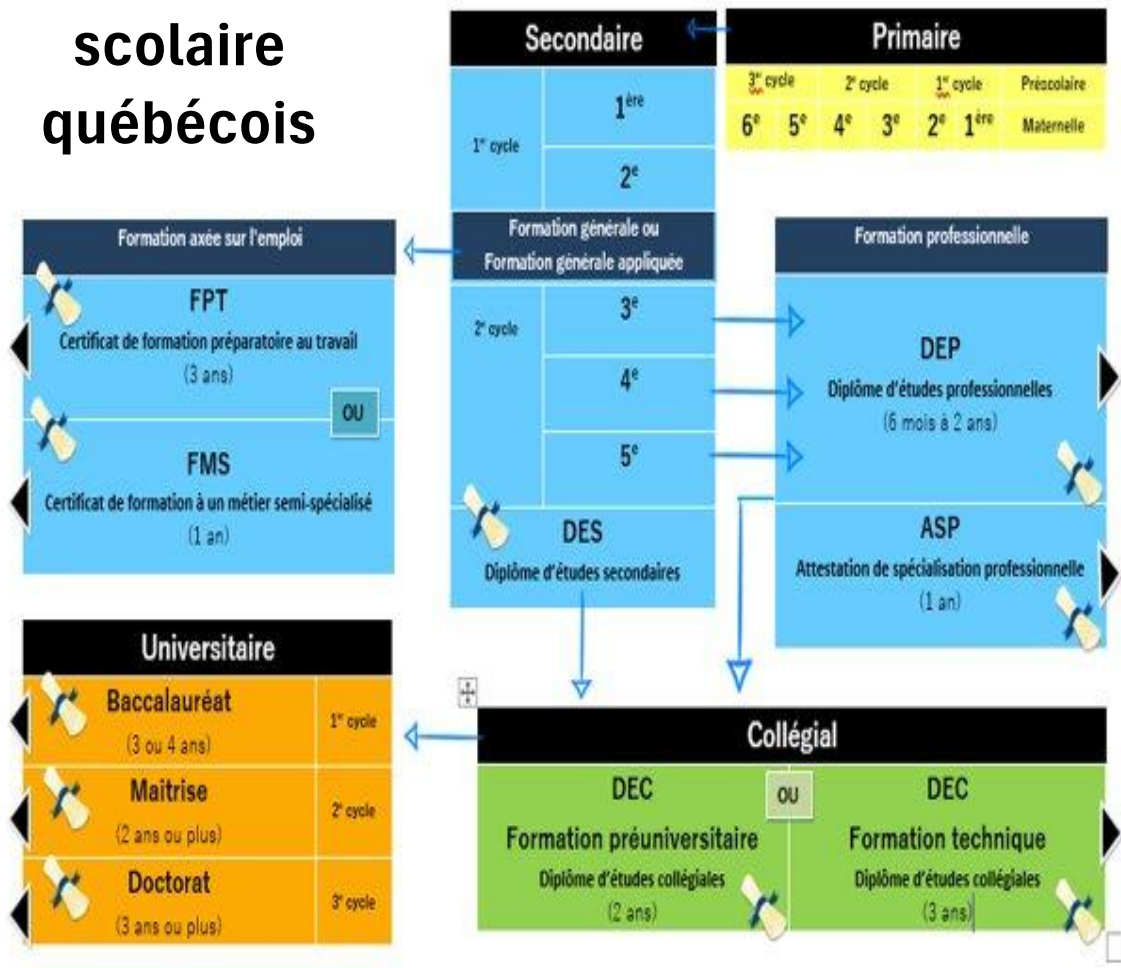 scolaire
québécois
Secondaire
Primaire
3e cycle 2e cycle 1er cycle Préscolaire
6e 5e 4e 3e 2e 1ère Maternelle
1er cycle
1ère
2e
Formation générale ou
Formation générale appliquée
2e cycle
3e
4e
5e
DES
Diplôme d'études secondaires
Formation axée sur l'emploi
FPT
Certificat de formation préparatoire au travail
(3 ans)
OU
FMS
Certificat de formation à un métier semi-spécialisé
(1 an)
Formation professionnelle
DEP
Diplôme d'études professionnelles
(6 mois à 2 ans)
ASP
Attestation de spécialisation professionnelle
(1 an)
Universitaire
Baccalauréat
(3 ou 4 ans)
1er cycle
Maitrise
(2 ans ou plus)
2e cycle
Doctorat
(3 ans ou plus)
3e cycle
Collégial
DEC
Formation préuniversitaire
Diplôme d'études collégiales
(2 ans)
OU
DEC
Formation technique
Diplôme d'études collégiales
(3 ans)